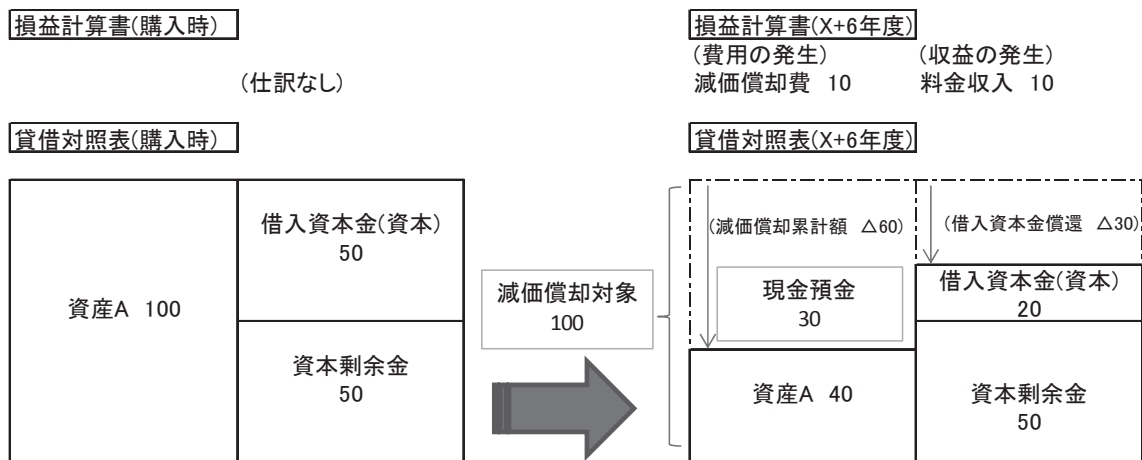 損益計算書(購入時)
(仕訳なし)
貸借対照表(購入時)
資産A 100
借入資本金(資本)
50
資本剰余金
50
減価償却対象
100
損益計算書(X+6年度)
(費用の発生)
減価償却費 10
(収益の発生)
料金収入 10
貸借対照表(X+6年度)
(減価償却累計額 △60)
現金預金
30
資産A 40
(借入資本金償還 △30)
借入資本金(資本)
20
資本剰余金
50